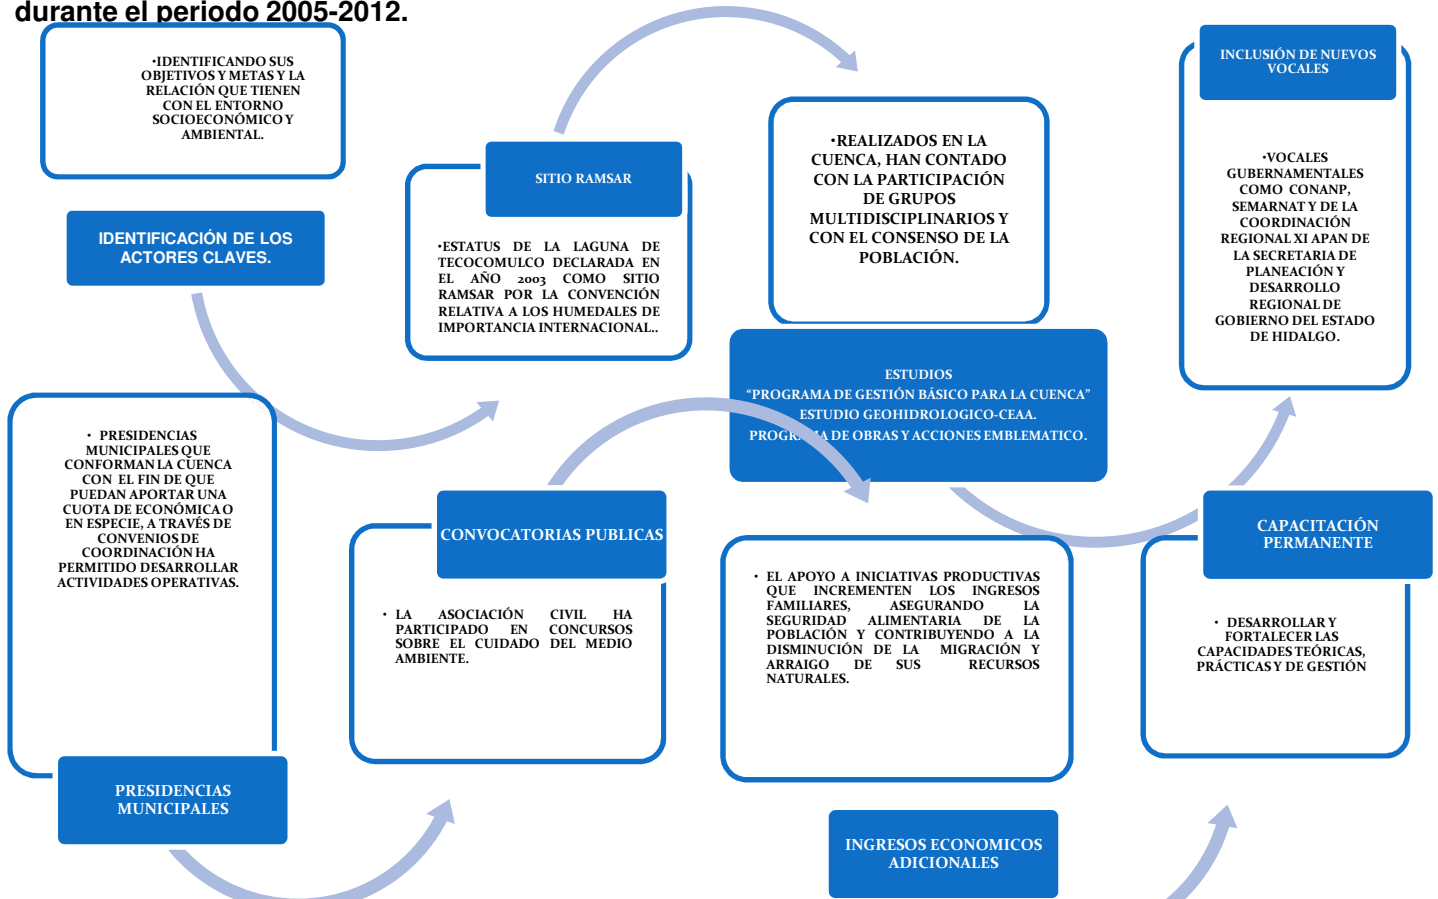 durante el periodo 2005-2012.
•IDENTIFICANDO SUS
OBJETIVOS Y METAS Y LA
RELACIÓN QUE TIENEN
CON EL ENTORNO
SOCIOECONÓMICO Y
AMBIENTAL.
IDENTIFICACIÓN DE LOS
ACTORES CLAVES.
SITIO RAMSAR
•ESTATUS DE LA LAGUNA DE
TECOCOMULCO DECLARADA EN
EL AÑO 2003 COMO SITIO
RAMSAR POR LA CONVENCIÓN
RELATIVA A LOS HUMEDALES DE
IMPORTANCIA INTERNACIONAL..
•REALIZADOS EN LA
CUENCA, HAN CONTADO
CON LA PARTICIPACIÓN
DE GRUPOS
MULTIDISCIPLINARIOS Y
CON EL CONSENSO DE LA
POBLACIÓN.
ESTUDIOS
“PROGRAMA DE GESTIÓN BÁSICO PARA LA CUENCA”
ESTUDIO GEOHIDROLOGICO-CEAA.
PROGRAMA DE OBRAS Y ACCIONES EMBLEMATICO.
INCLUSIÓN DE NUEVOS
VOCALES
•VOCALES
GUBERNAMENTALES
COMO CONANP,
SEMARNAT Y DE LA
COORDINACIÓN
REGIONAL XI APAN DE
LA SECRETARIA DE
PLANEACIÓN Y
DESARROLLO
REGIONAL DE
GOBIERNO DEL ESTADO
DE HIDALGO.
• PRESIDENCIAS
MUNICIPALES QUE
CONFORMAN LA CUENCA
CON EL FIN DE QUE
PUEDAN APORTAR UNA
CUOTA DE ECONÓMICA O
EN ESPECIE, A TRAVÉS DE
CONVENIOS DE
COORDINACIÓN HA
PERMITIDO DESARROLLAR
ACTIVIDADES OPERATIVAS.
PRESIDENCIAS
MUNICIPALES
CONVOCATORIAS PUBLICAS
• LA ASOCIACIÓN CIVIL HA
PARTICIPADO EN CONCURSOS
SOBRE EL CUIDADO DEL MEDIO
AMBIENTE.
• EL APOYO A INICIATIVAS PRODUCTIVAS
QUE INCREMENTEN LOS INGRESOS
FAMILIARES, ASEGURANDO LA
SEGURIDAD ALIMENTARIA DE LA
POBLACIÓN Y CONTRIBUYENDO A LA
DISMINUCIÓN DE LA MIGRACIÓN Y
ARRAIGO DE SUS RECURSOS
NATURALES.
INGRESOS ECONOMICOS
ADICIONALES
CAPACITACIÓN
PERMANENTE
• DESARROLLAR Y
FORTALECER LAS
CAPACIDADES TEÓRICAS,
PRÁCTICAS Y DE GESTIÓN